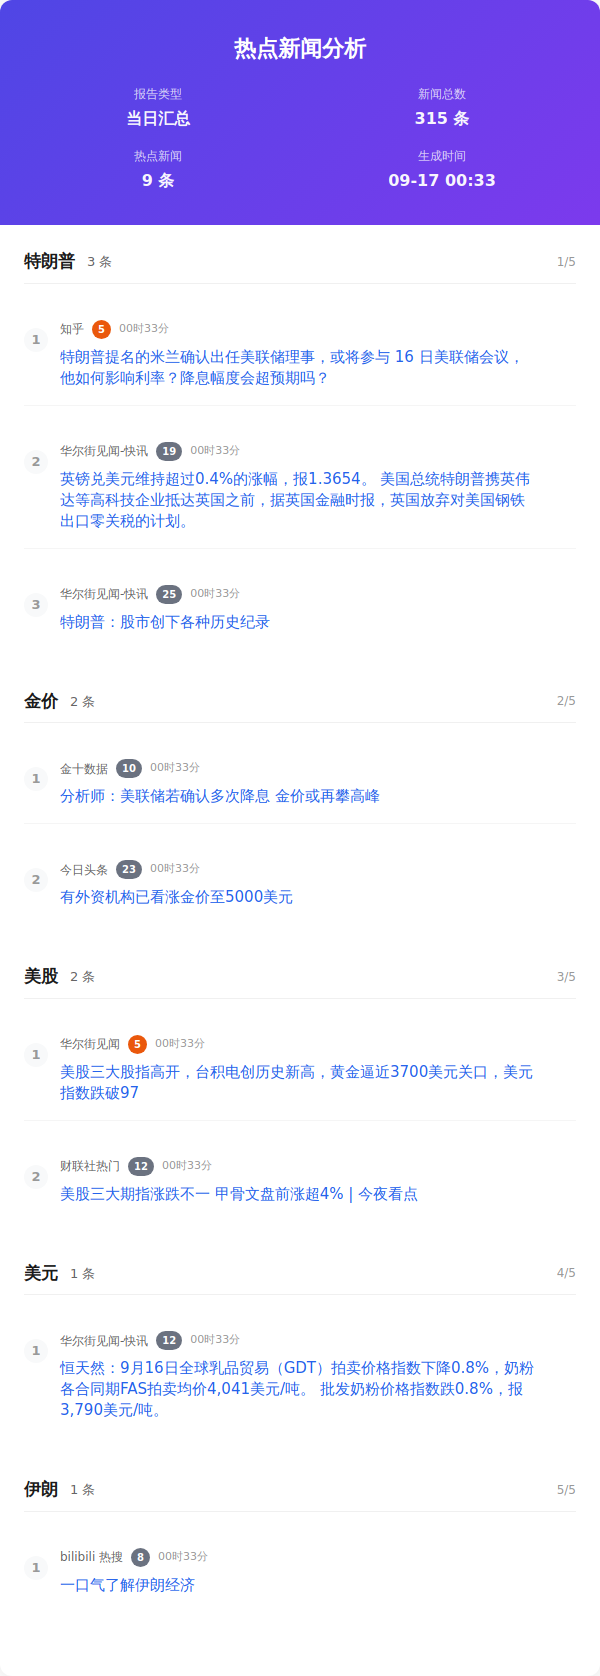 热点新闻分析
报告类型
新闻总数
当日汇总
315 条
热点新闻
生成时间
9 条
09-17 00:33
特朗普 3 条 1/5
1 知乎 5 00时33分
特朗普提名的米兰确认出任美联储理事，或将参与 16 日美联储会议，
他如何影响利率？降息幅度会超预期吗？
2 华尔街见闻-快讯 19 00时33分
英镑兑美元维持超过0.4%的涨幅，报1.3654。 美国总统特朗普携英伟
达等高科技企业抵达英国之前，据英国金融时报，英国放弃对美国钢铁
出口零关税的计划。
3 华尔街见闻-快讯 25 00时33分
特朗普：股市创下各种历史纪录
金价 2 条 2/5
1 金十数据 10 00时33分
分析师：美联储若确认多次降息 金价或再攀高峰
2 今日头条 23 00时33分
有外资机构已看涨金价至5000美元
美股 2 条 3/5
1 华尔街见闻 5 00时33分
美股三大股指高开，台积电创历史新高，黄金逼近3700美元关口，美元
指数跌破97
2 财联社热门 12 00时33分
美股三大期指涨跌不一 甲骨文盘前涨超4% | 今夜看点
美元 1 条 4/5
1 华尔街见闻-快讯 12 00时33分
恒天然：9月16日全球乳品贸易（GDT）拍卖价格指数下降0.8%，奶粉
各合同期FAS拍卖均价4,041美元/吨。 批发奶粉价格指数跌0.8%，报
3,790美元/吨。
伊朗 1 条 5/5
1 bilibili 热搜 8 00时33分
一口气了解伊朗经济